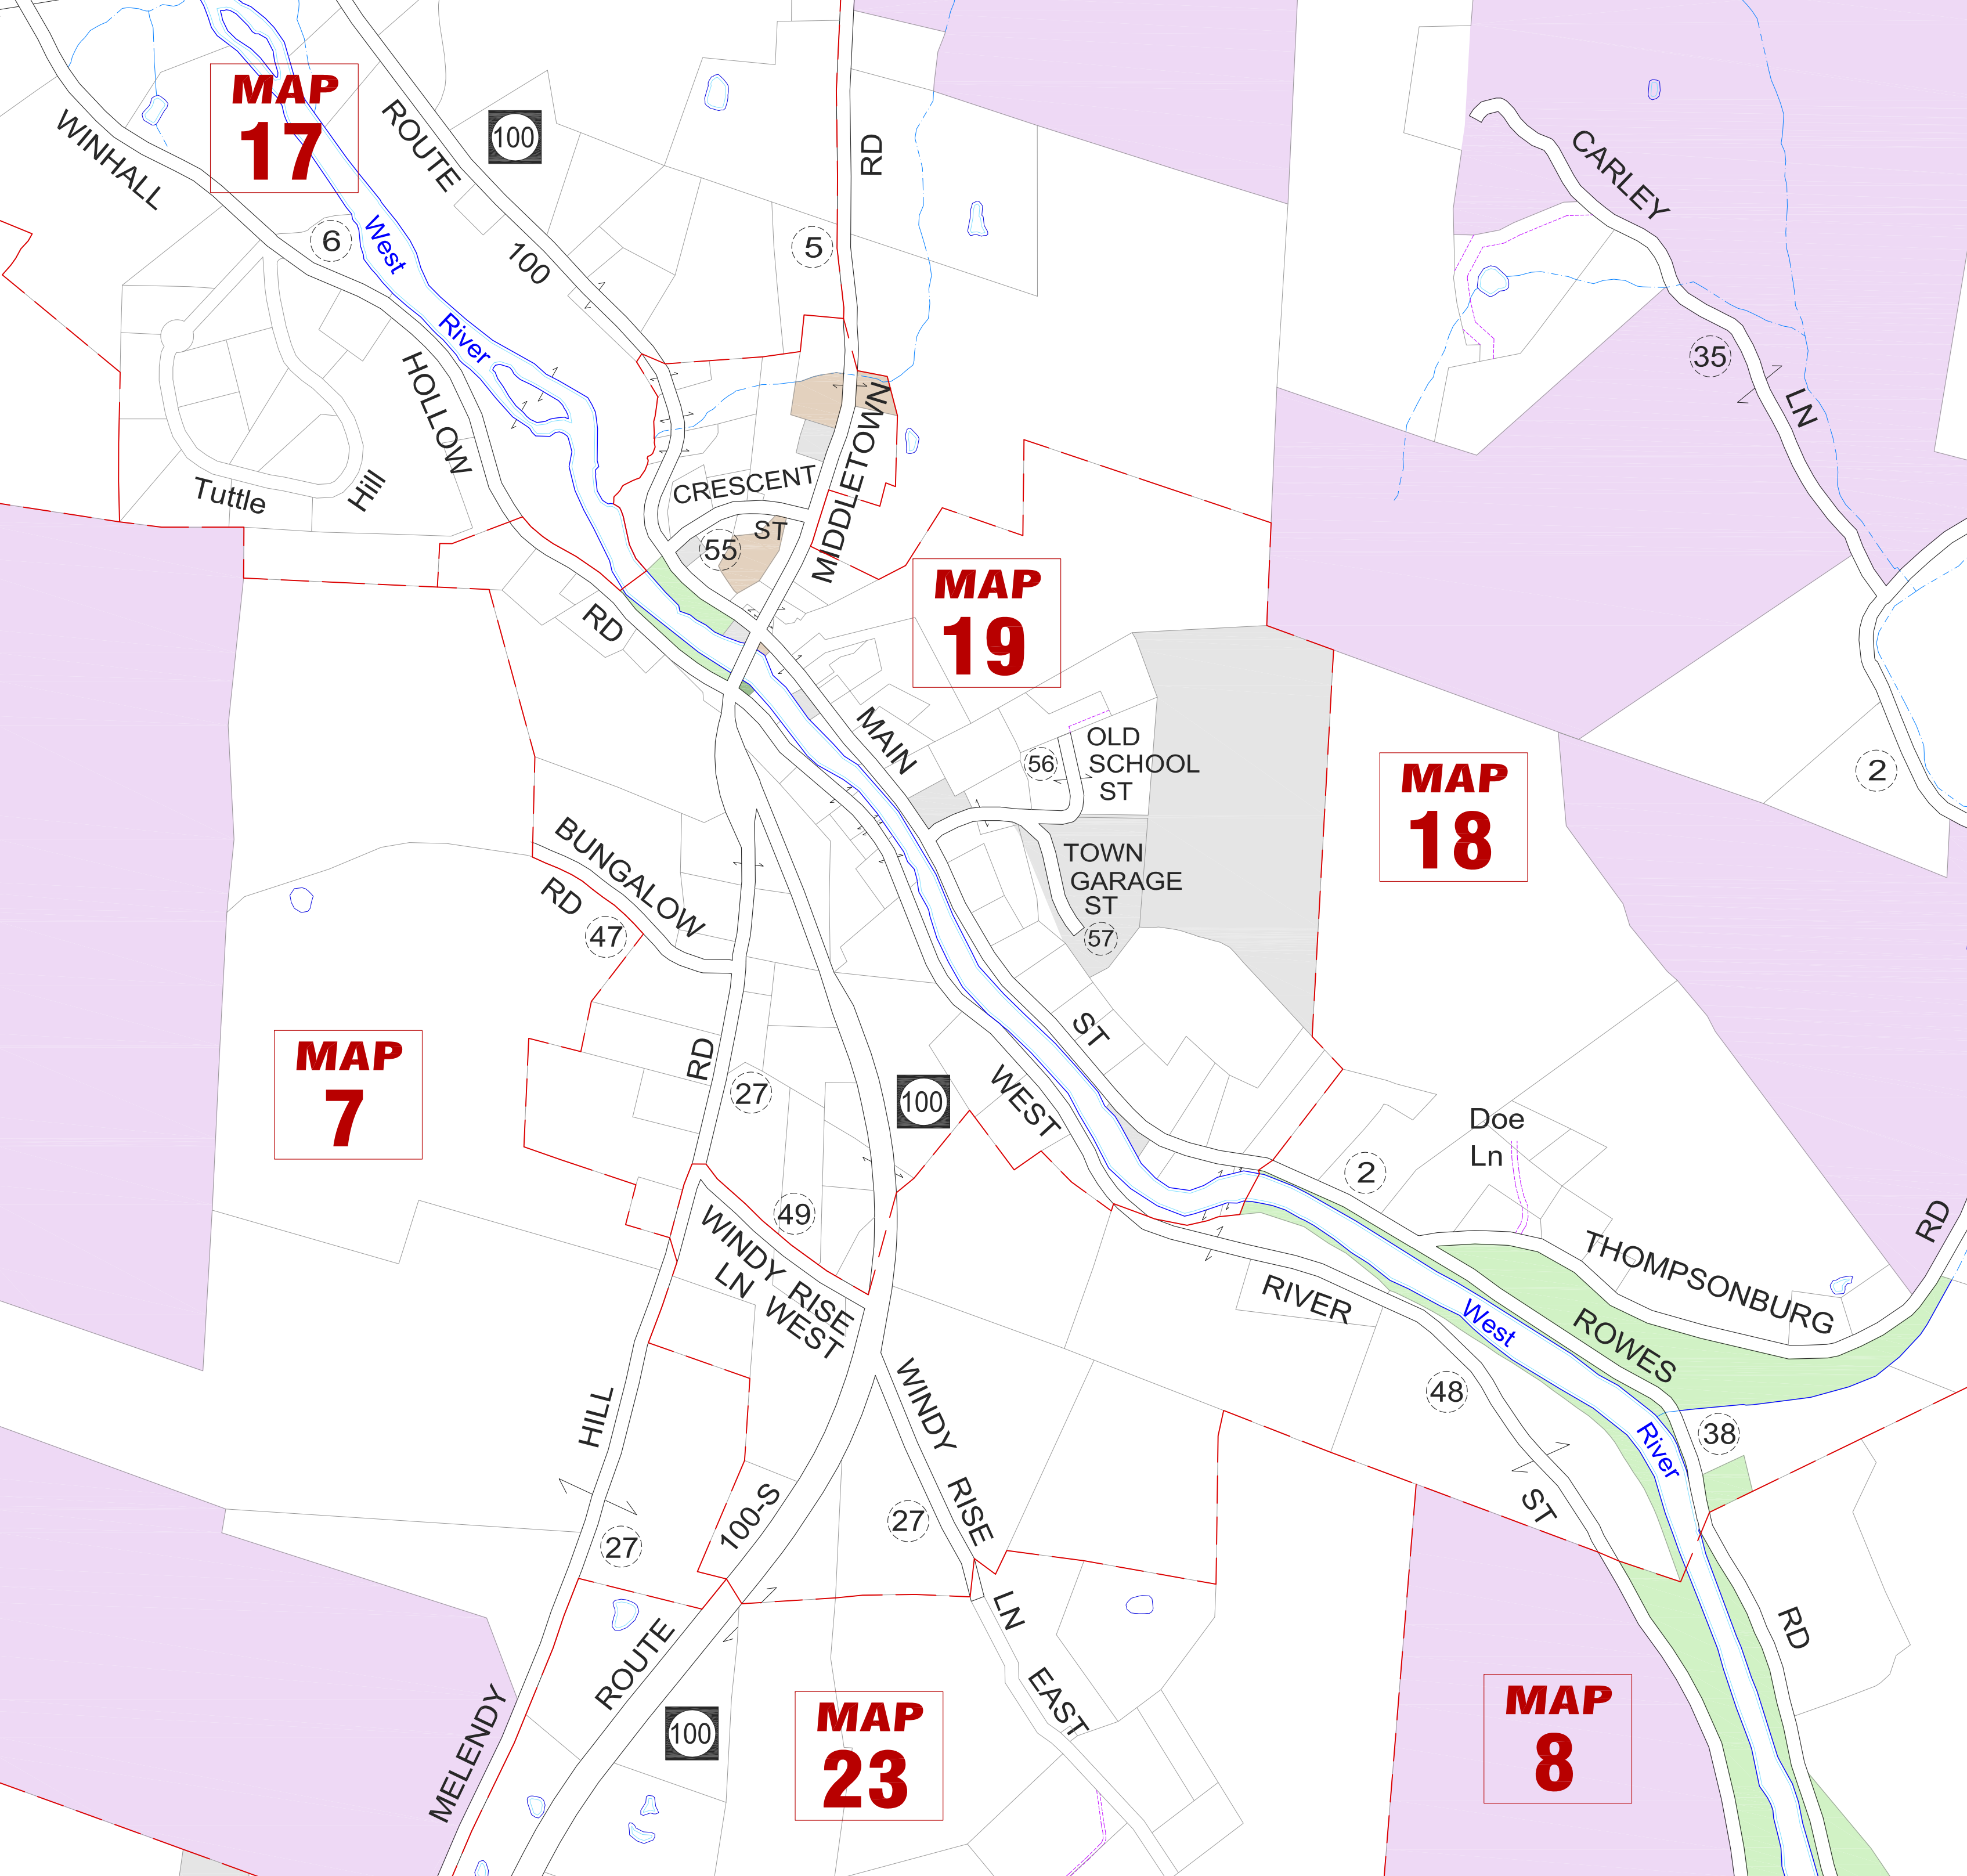 MAP
17
WINHALL
ROUTE
100
100
RD
CARLEY
6
West
5
River
HOLLOW
35
LN
MIDDLETOWN
Tuttle
Hill
CRESCENT
ST
55
RD
MAP
19
MAIN
OLD
SCHOOL
ST
56
MAP
18
2
BUNGALOW
RD
47
TOWN
GARAGE
ST
57
MAP
7
RD
27
100
ST
WEST
Doe
Ln
2
49
WINDY RISE
LN WEST
RIVER
THOMPSONBURG
RD
ROWES
West
River
48
38
HILL
WINDY
RISE
LN
EAST
100-S
27
27
ST
RD
ROUTE
100
MELENDY
MAP
23
MAP
8